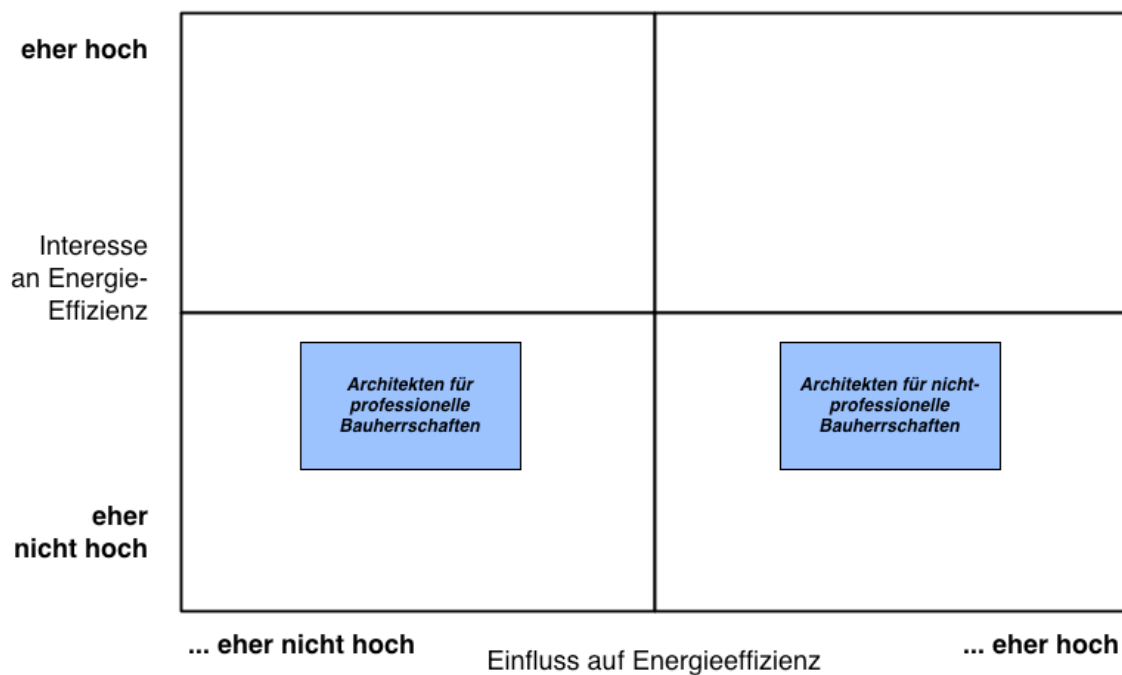 eher hoch
Interesse
an Energie-
Effizienz
Architekten für
professionelle
Bauherrschaften
Architekten für nicht-
professionelle
Bauherrschaften
eher
nicht hoch
... eher nicht hoch
Einfluss auf Energieeffizienz
... eher hoch